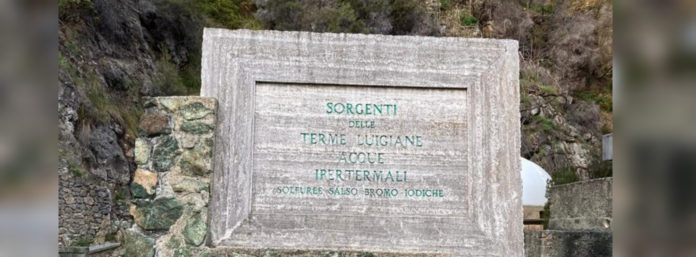 SORGENTI
DELLE
TERME LUIGIANE
ACQUE
IPERTERMALI
SOLFUREE SALSO BROMO-IODICHE